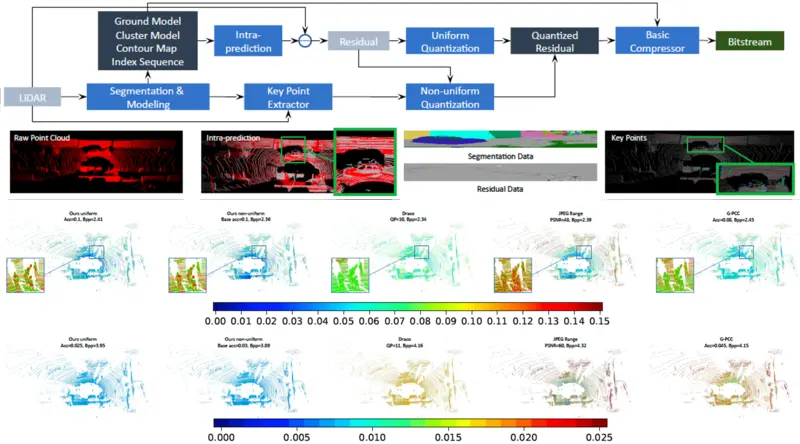 Ground Model
Cluster Model
Contour Map
Index Sequence
Intra-
prediction
Residual
Uniform
Quantization
Quantized
Residual
Basic
Compressor
Bitstream
LiDAR
Segmentation &
Modeling
Key Point
Extractor
Non-uniform
Quantization
Raw Point Cloud
Intra-prediction
Segmentation Data
Residual Data
Key Points
Ours uniform
Acc=0.1, Bpp=2.41
Ours non-uniform
Base acc=0.1, Bpp=2.36
Draco
QP=10, Bpp=2.34
JPEG Range
PSNR=48, Bpp=2.39
G-PCC
Acc=0.08, Bpp=2.45
0.00 0.01 0.02 0.03 0.04 0.05 0.06 0.07 0.08 0.09 0.10 0.11 0.12 0.13 0.14 0.15
Ours uniform
Acc=0.025, Bpp=3.95
Ours non-uniform
Base acc=0.03, Bpp=3.89
Draco
QP=11, Bpp=4.16
JPEG Range
PSNR=60, Bpp=4.32
G-PCC
Acc=0.045, Bpp=4.15
0.000 0.005 0.010 0.015 0.020 0.025